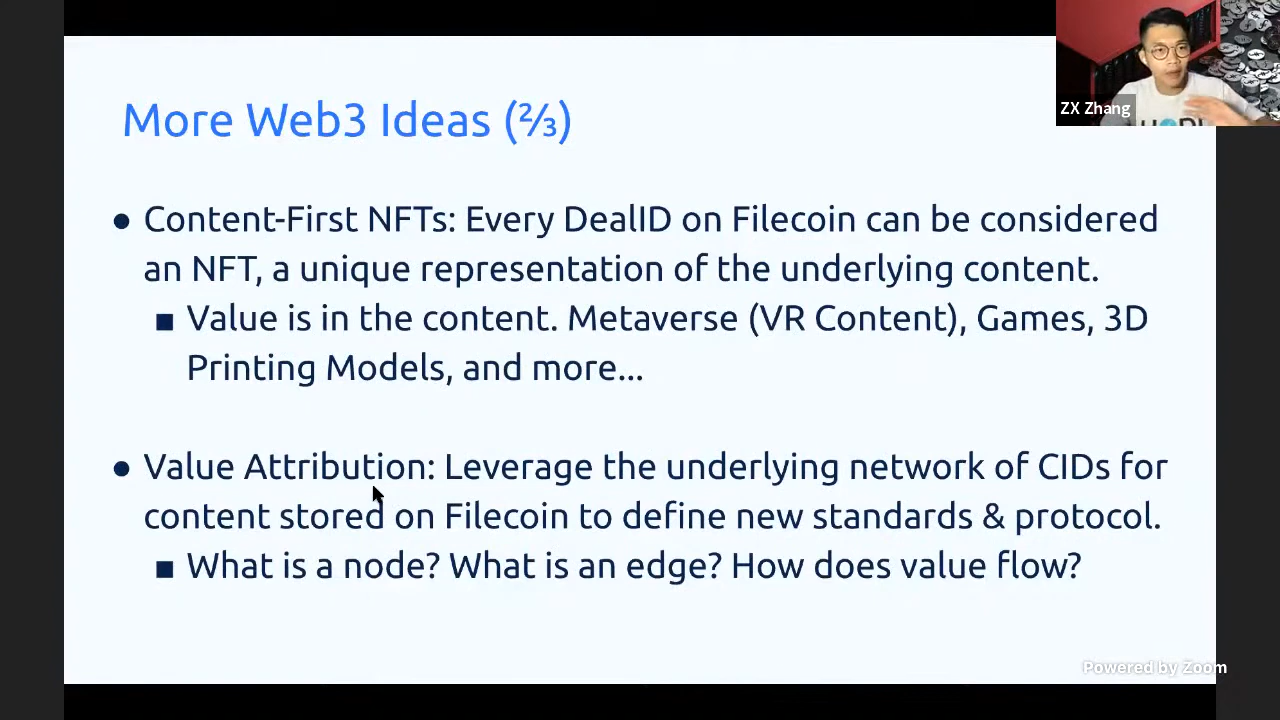 More Web3 Ideas (⅔)
ZX Zhang
● Content-First NFTs: Every DealID on Filecoin can be considered
an NFT, a unique representation of the underlying content.
■ Value is in the content. Metaverse (VR Content), Games, 3D
Printing Models, and more...
● Value Attribution: Leverage the underlying network of CIDs for
content stored on Filecoin to define new standards & protocol.
■ What is a node? What is an edge? How does value flow?
Powered by Zoom